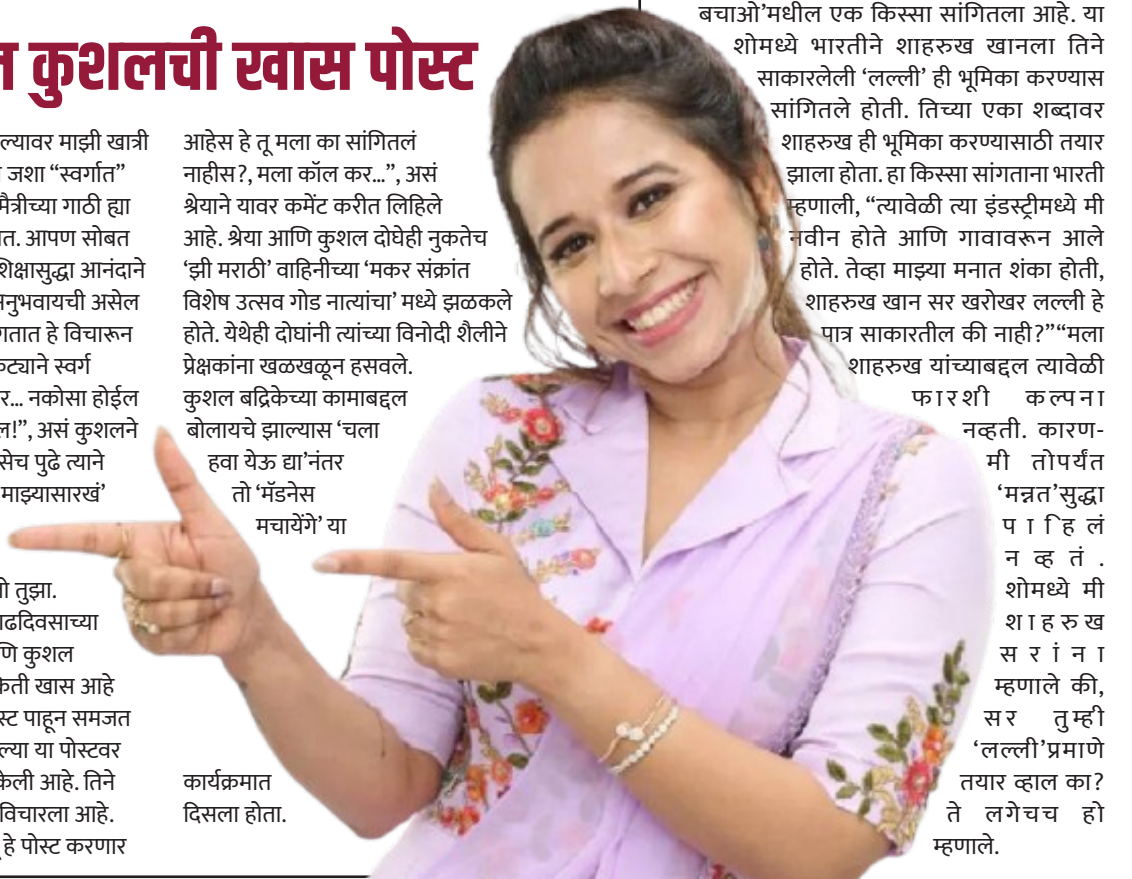 न कुशलची खास पोस्ट
ल्यावर माझी खात्री
जशा “स्वर्गात”
मैत्रीच्या गाठी ह्या
त. आपण सोबत
शिक्षासुद्धा आनंदाने
अनुभवायची असेल
गतात हे विचारून
कट्याने स्वर्ग
र... नकोसा होईल
ल!”, असं कुशलने
सेच पुढे त्याने
माझ्यासारखं’
ो तुझा.
ाढदिवसाच्या
णि कुशल
केती खास आहे
स्ट पाहून समजत
ल्या या पोस्टवर
केली आहे. तिने
विचारला आहे.
हे पोस्ट करणार
आहेस हे तू मला का सांगितलं
नाहीस?, मला कॉल कर...”, असं
श्रेयाने यावर कमेंट करीत लिहिले
आहे. श्रेया आणि कुशल दोघेही नुकतेच
‘झी मराठी’ वाहिनीच्या ‘मकर संक्रांत
विशेष उत्सव गोड नात्यांचा’ मध्ये झळकले
होते. येथेही दोघांनी त्यांच्या विनोदी शैलीने
प्रेक्षकांना खळखळून हसवले.
कुशल बद्रिकेच्या कामाबद्दल
बोलायचे झाल्यास ‘चला
हवा येऊ द्या’नंतर
तो ‘मॅडनेस
मचायेंगे’ या
कार्यक्रमात
दिसला होता.
बचाओ’मधील एक किस्सा सांगितला आहे. या
शोमध्ये भारतीने शाहरुख खानला तिने
साकारलेली ‘लल्ली’ ही भूमिका करण्यास
सांगितले होती. तिच्या एका शब्दावर
शाहरुख ही भूमिका करण्यासाठी तयार
झाला होता. हा किस्सा सांगताना भारती
म्हणाली, “त्यावेळी त्या इंडस्ट्रीमध्ये मी
नवीन होते आणि गावावरून आले
होते. तेव्हा माझ्या मनात शंका होती,
शाहरुख खान सर खरोखर लल्ली हे
पात्र साकारतील की नाही?”“मला
शाहरुख यांच्याबद्दल त्यावेळी
फारशी कल्पना
नव्हती. कारण-
मी तोपर्यंत
‘मन्नत’सुद्धा
पाहिलं
नव्हतं.
शोमध्ये मी
शाहरुख
सरांना
म्हणाले की,
सर तुम्ही
‘लल्ली’प्रमाणे
तयार व्हाल का?
ते लगेचच हो
म्हणाले.